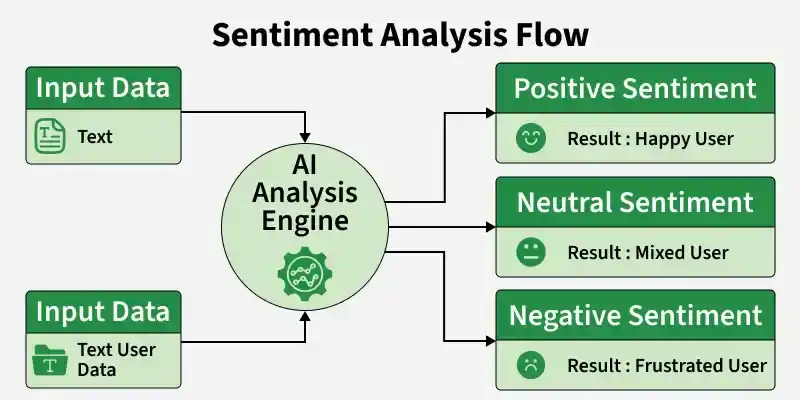 Sentiment Analysis Flow
Input Data
Text
AI
Analysis
Engine
Input Data
Text User
Data
Positive Sentiment
Result : Happy User
Neutral Sentiment
Result : Mixed User
Negative Sentiment
Result : Frustrated User